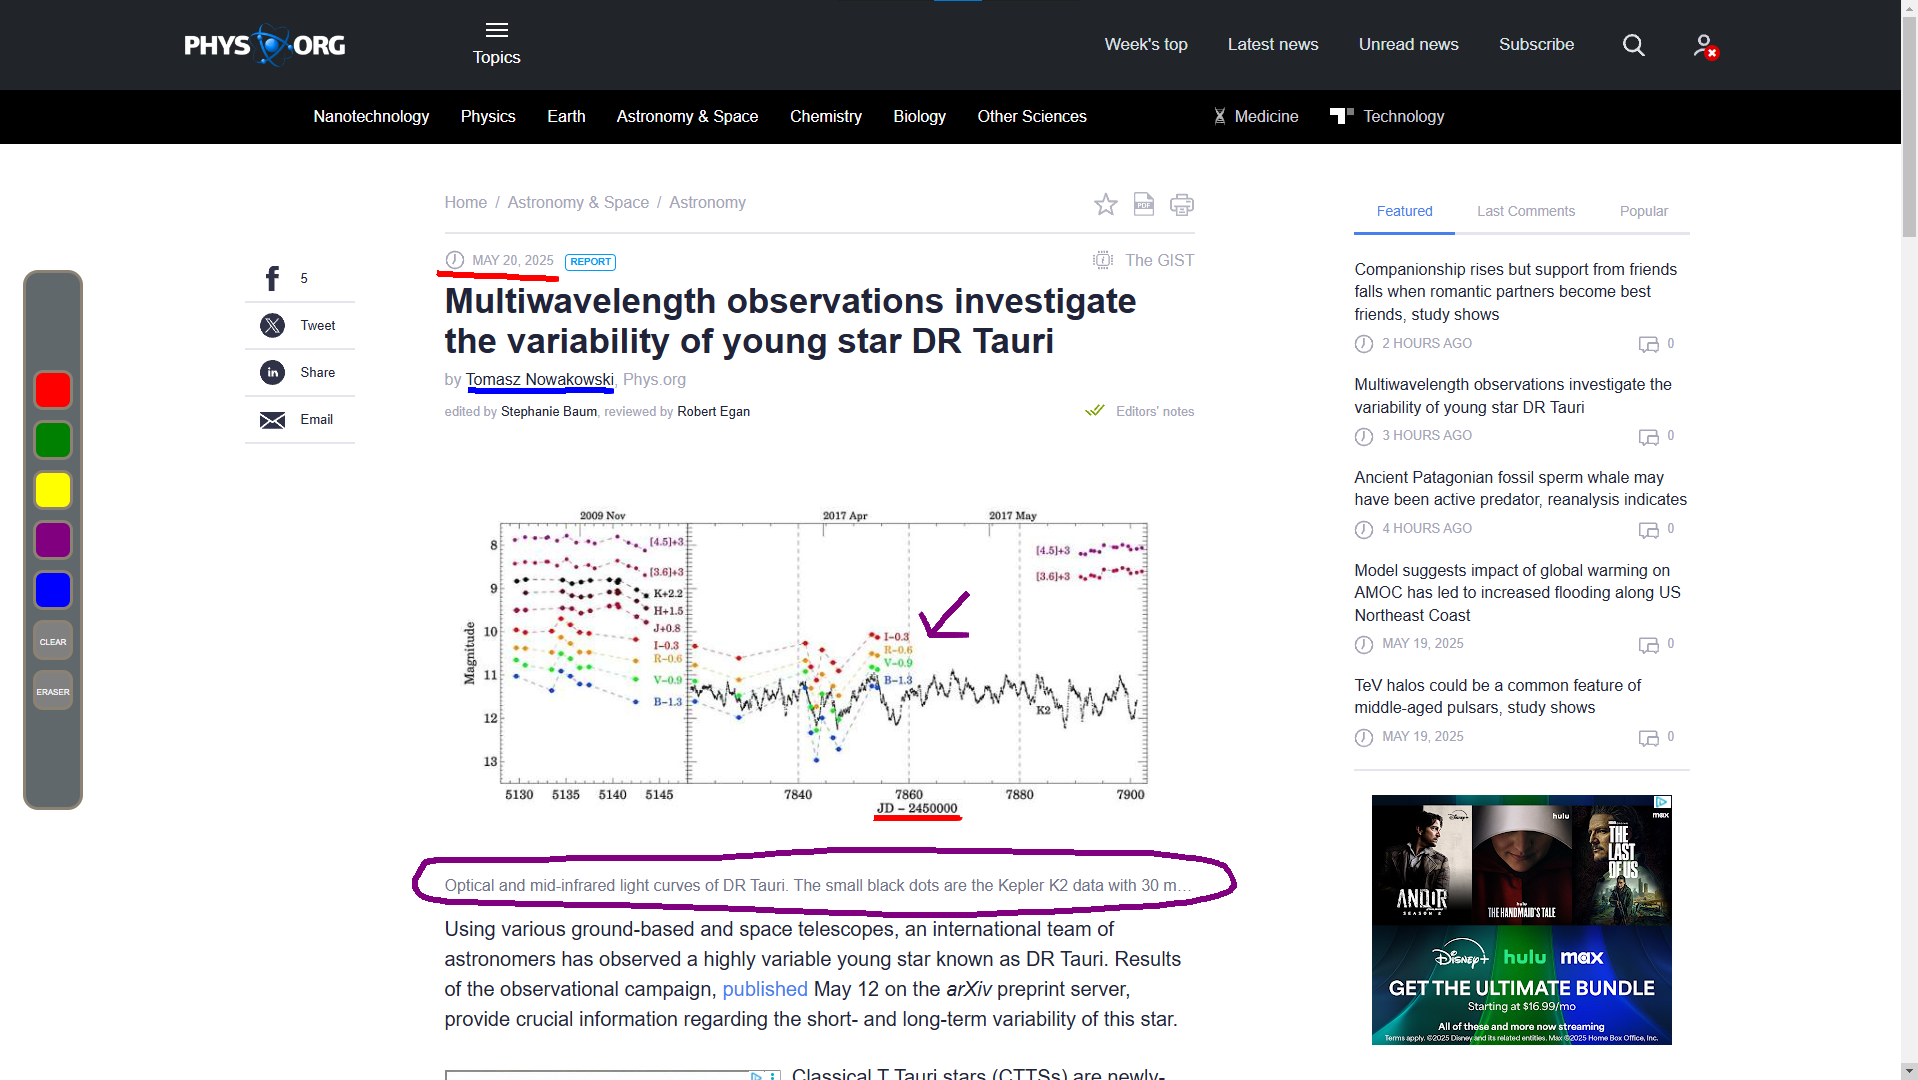 PHYS ORG
Topics
Week's top
Latest news
Unread news
Subscribe
Nanotechnology
Physics
Earth
Astronomy & Space
Chemistry
Biology
Other Sciences
Medicine
Technology
CLEAR
ERASER
5
Tweet
Share
Email
Home / Astronomy & Space / Astronomy
PDF
MAY 20, 2025
REPORT
The GIST
Multiwavelength observations investigate
the variability of young star DR Tauri
by Tomasz Nowakowski, Phys.org
edited by Stephanie Baum, reviewed by Robert Egan
Editors' notes
2009 Nov
2017 Apr
2017 May
Magnitude
8
9
10
11
12
13
[4.5]+3
[3.6]+3
K+2.2
H+1.5
J+0.8
I−0.3
R−0.6
V−0.9
B−1.3
I−0.3
R−0.6
V−0.9
B−1.3
[4.5]+3
[3.6]+3
K2
5130 5135 5140 5145 7840 7860 7880 7900
JD − 2450000
Optical and mid-infrared light curves of DR Tauri. The small black dots are the Kepler K2 data with 30 m...
Using various ground-based and space telescopes, an international team of
astronomers has observed a highly variable young star known as DR Tauri. Results
of the observational campaign, published May 12 on the arXiv preprint server,
provide crucial information regarding the short- and long-term variability of this star.
Classical T Tauri stars (CTTSs) are newly-
Featured
Last Comments
Popular
Companionship rises but support from friends
falls when romantic partners become best
friends, study shows
2 HOURS AGO
0
Multiwavelength observations investigate the
variability of young star DR Tauri
3 HOURS AGO
0
Ancient Patagonian fossil sperm whale may
have been active predator, reanalysis indicates
4 HOURS AGO
0
Model suggests impact of global warming on
AMOC has led to increased flooding along US
Northeast Coast
MAY 19, 2025
0
TeV halos could be a common feature of
middle-aged pulsars, study shows
MAY 19, 2025
0
Disney+
hulu
max
ANDOR
SEASON 2
THE HANDMAID'S TALE
THE
LAST
OF US
Disney+ hulu max
GET THE ULTIMATE BUNDLE
Starting at $16.99/mo
All of these and more now streaming
Terms apply. ©2025 Disney and its related entities. Max ©2025 Home Box Office, Inc.